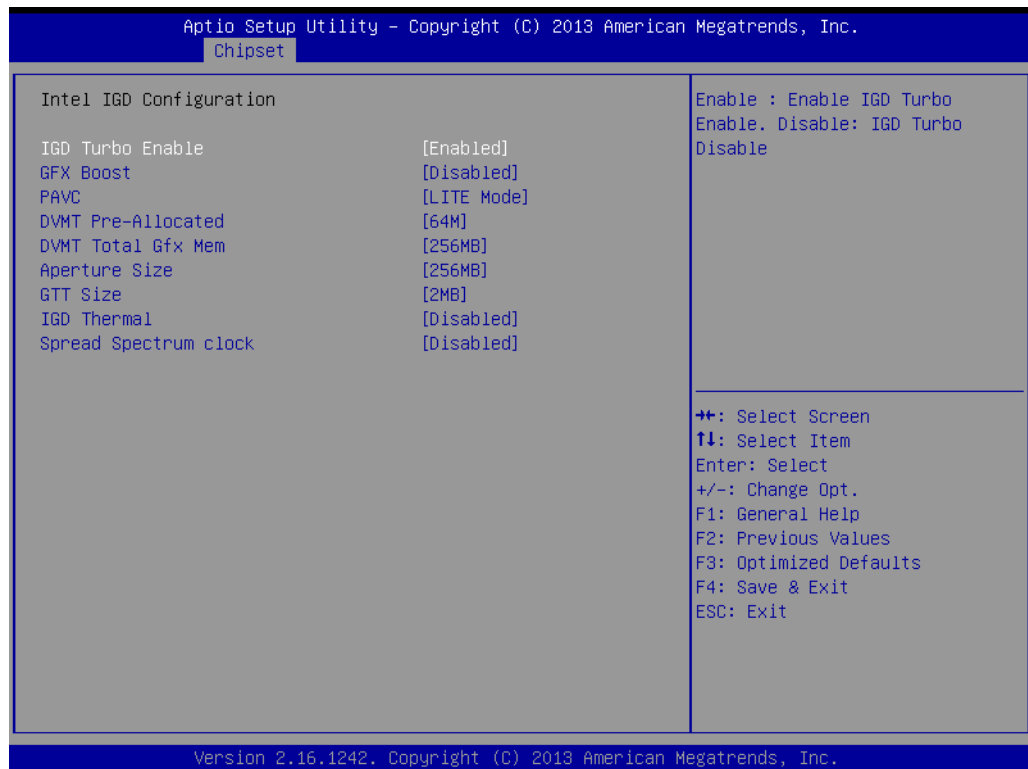 Aptio Setup Utility – Copyright (C) 2013 American Megatrends, Inc.
Chipset
Intel IGD Configuration
IGD Turbo Enable [Enabled]
GFX Boost [Disabled]
PAVC [LITE Mode]
DVMT Pre-Allocated [64M]
DVMT Total Gfx Mem [256MB]
Aperture Size [256MB]
GTT Size [2MB]
IGD Thermal [Disabled]
Spread Spectrum clock [Disabled]
Enable : Enable IGD Turbo
Enable. Disable: IGD Turbo
Disable
→←: Select Screen
↑↓: Select Item
Enter: Select
+/-: Change Opt.
F1: General Help
F2: Previous Values
F3: Optimized Defaults
F4: Save & Exit
ESC: Exit
Version 2.16.1242. Copyright (C) 2013 American Megatrends, Inc.